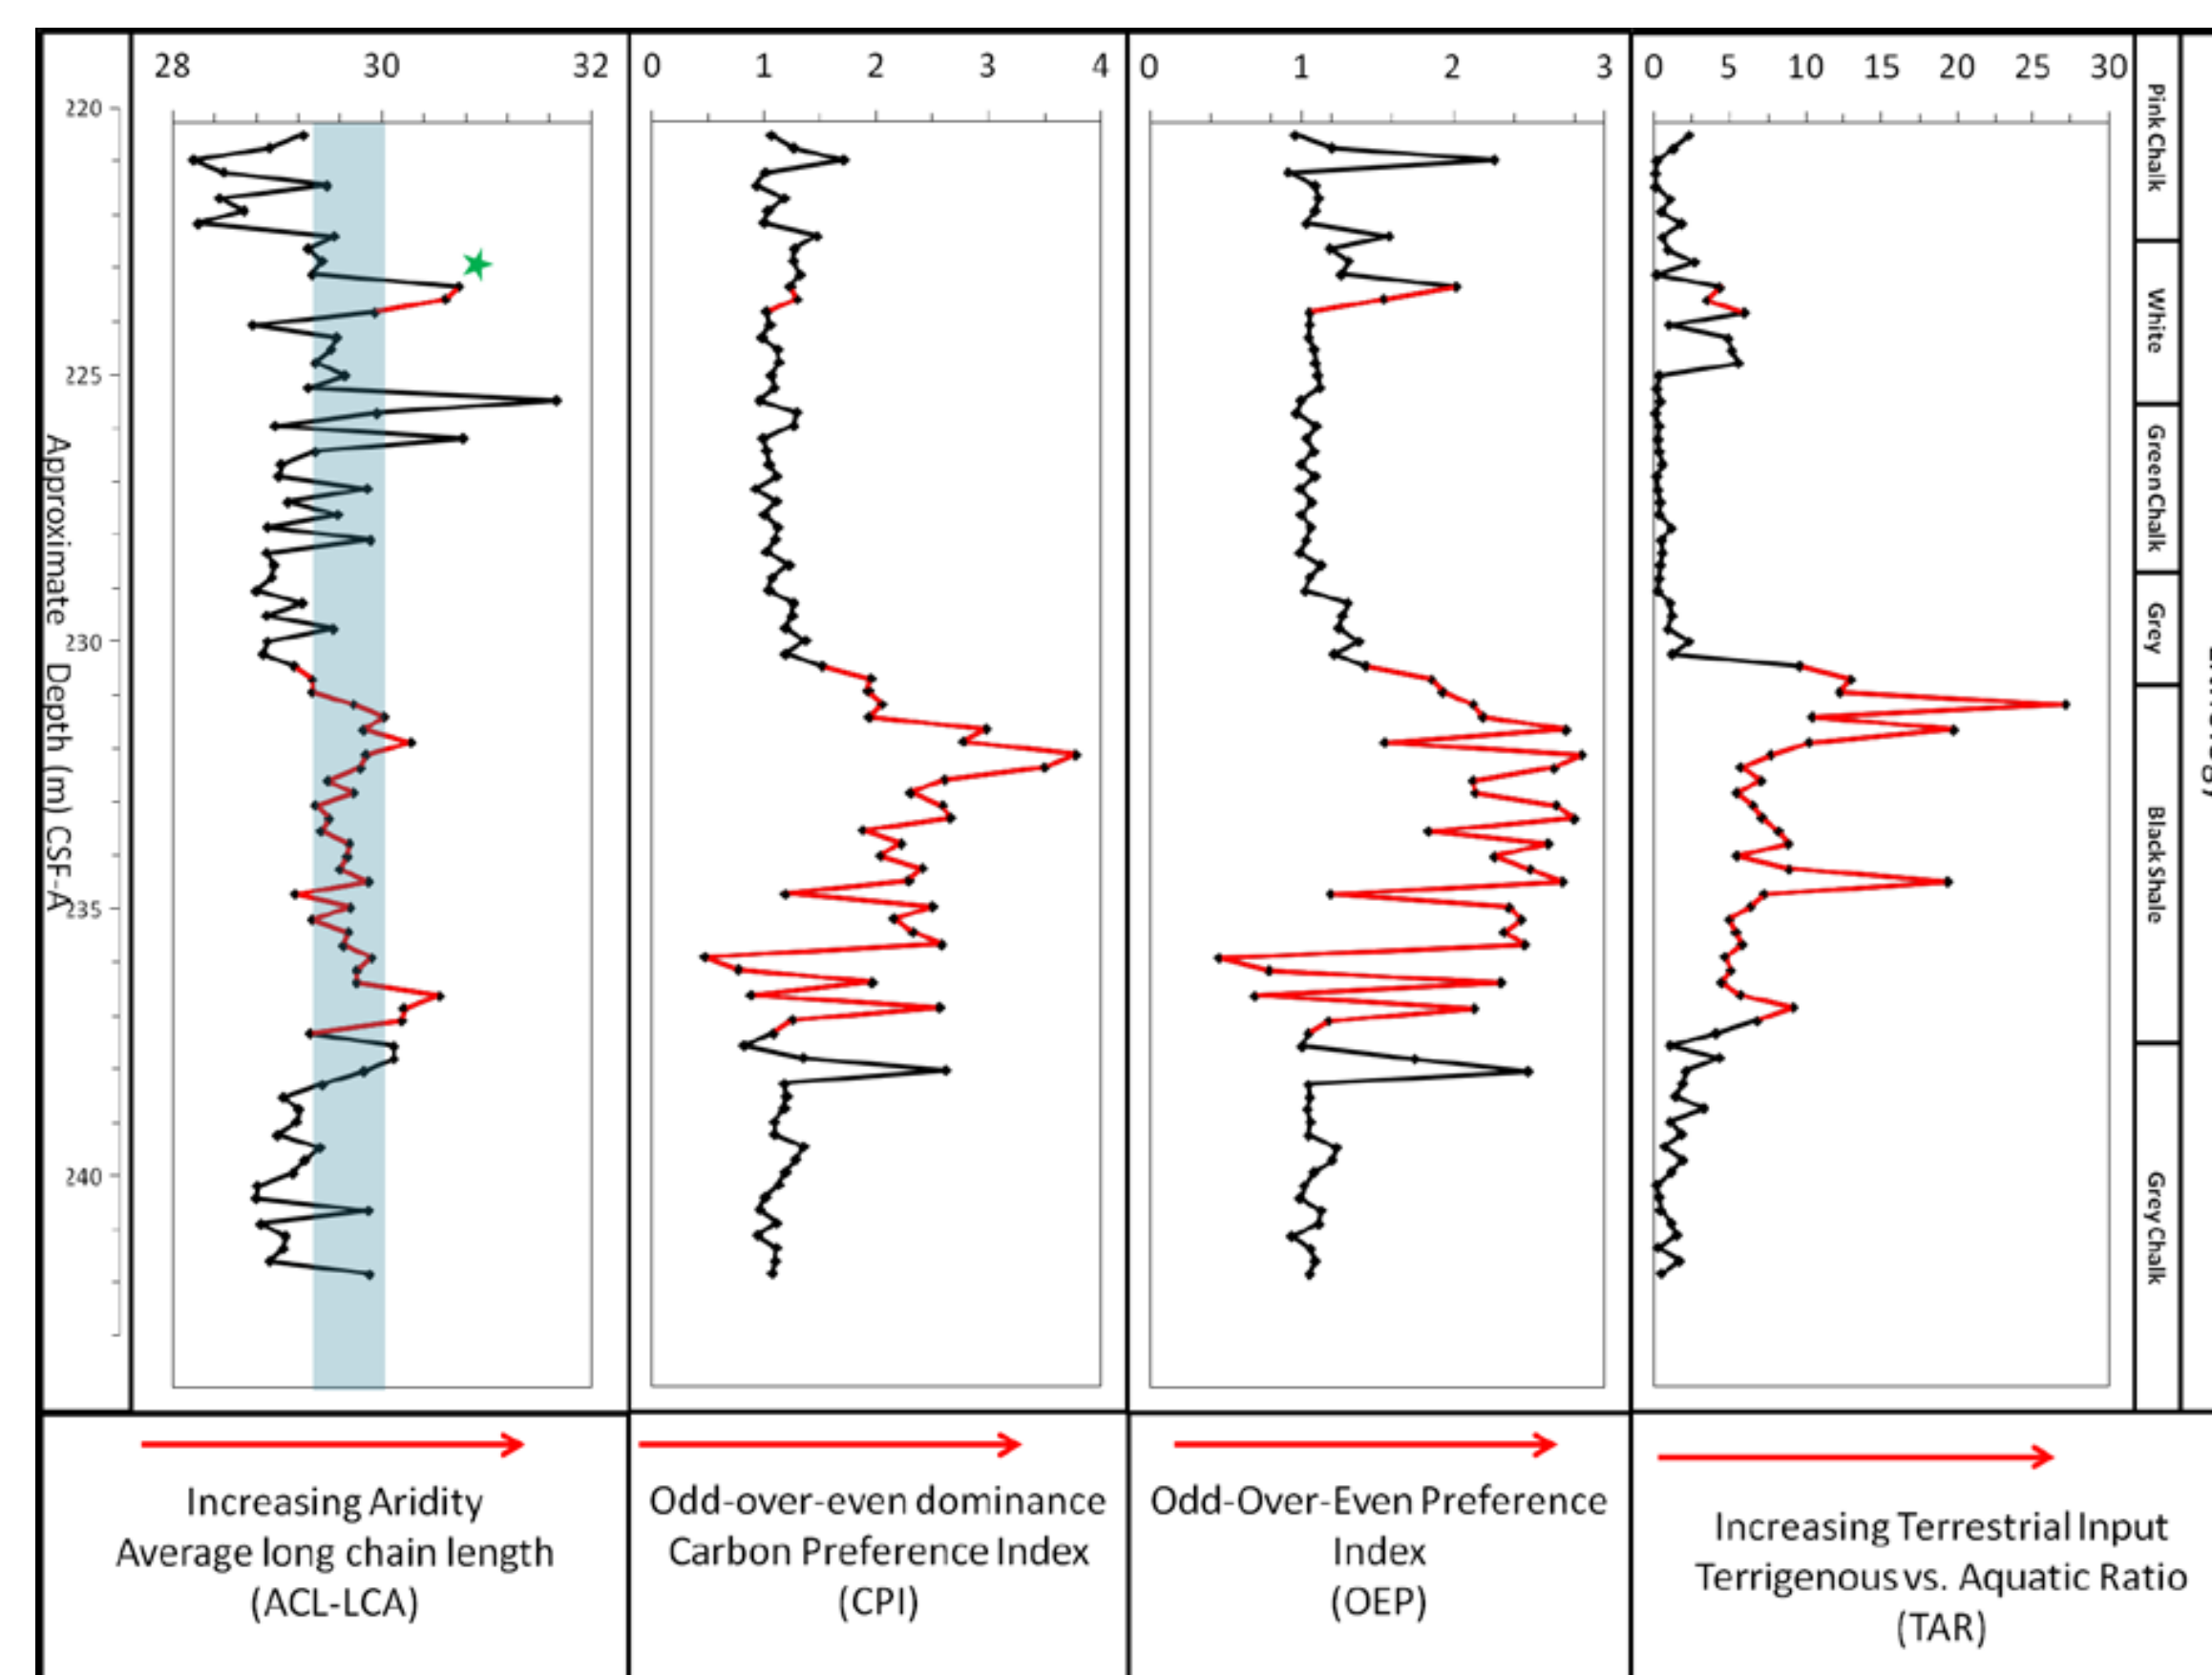 28 30 32
0 1 2 3 4
0 1 2 3
0 5 10 15 20 25 30
220
225
230
235
240
Approximate Depth (m) CSF-A
Pink Chalk
White
Green Chalk
Grey
Black Shale
Grey Chalk
Increasing Aridity
Average long chain length
(ACL-LCA)
Odd-over-even dominance
Carbon Preference Index
(CPI)
Odd-Over-Even Preference
Index
(OEP)
Increasing Terrestrial Input
Terrigenous vs. Aquatic Ratio
(TAR)